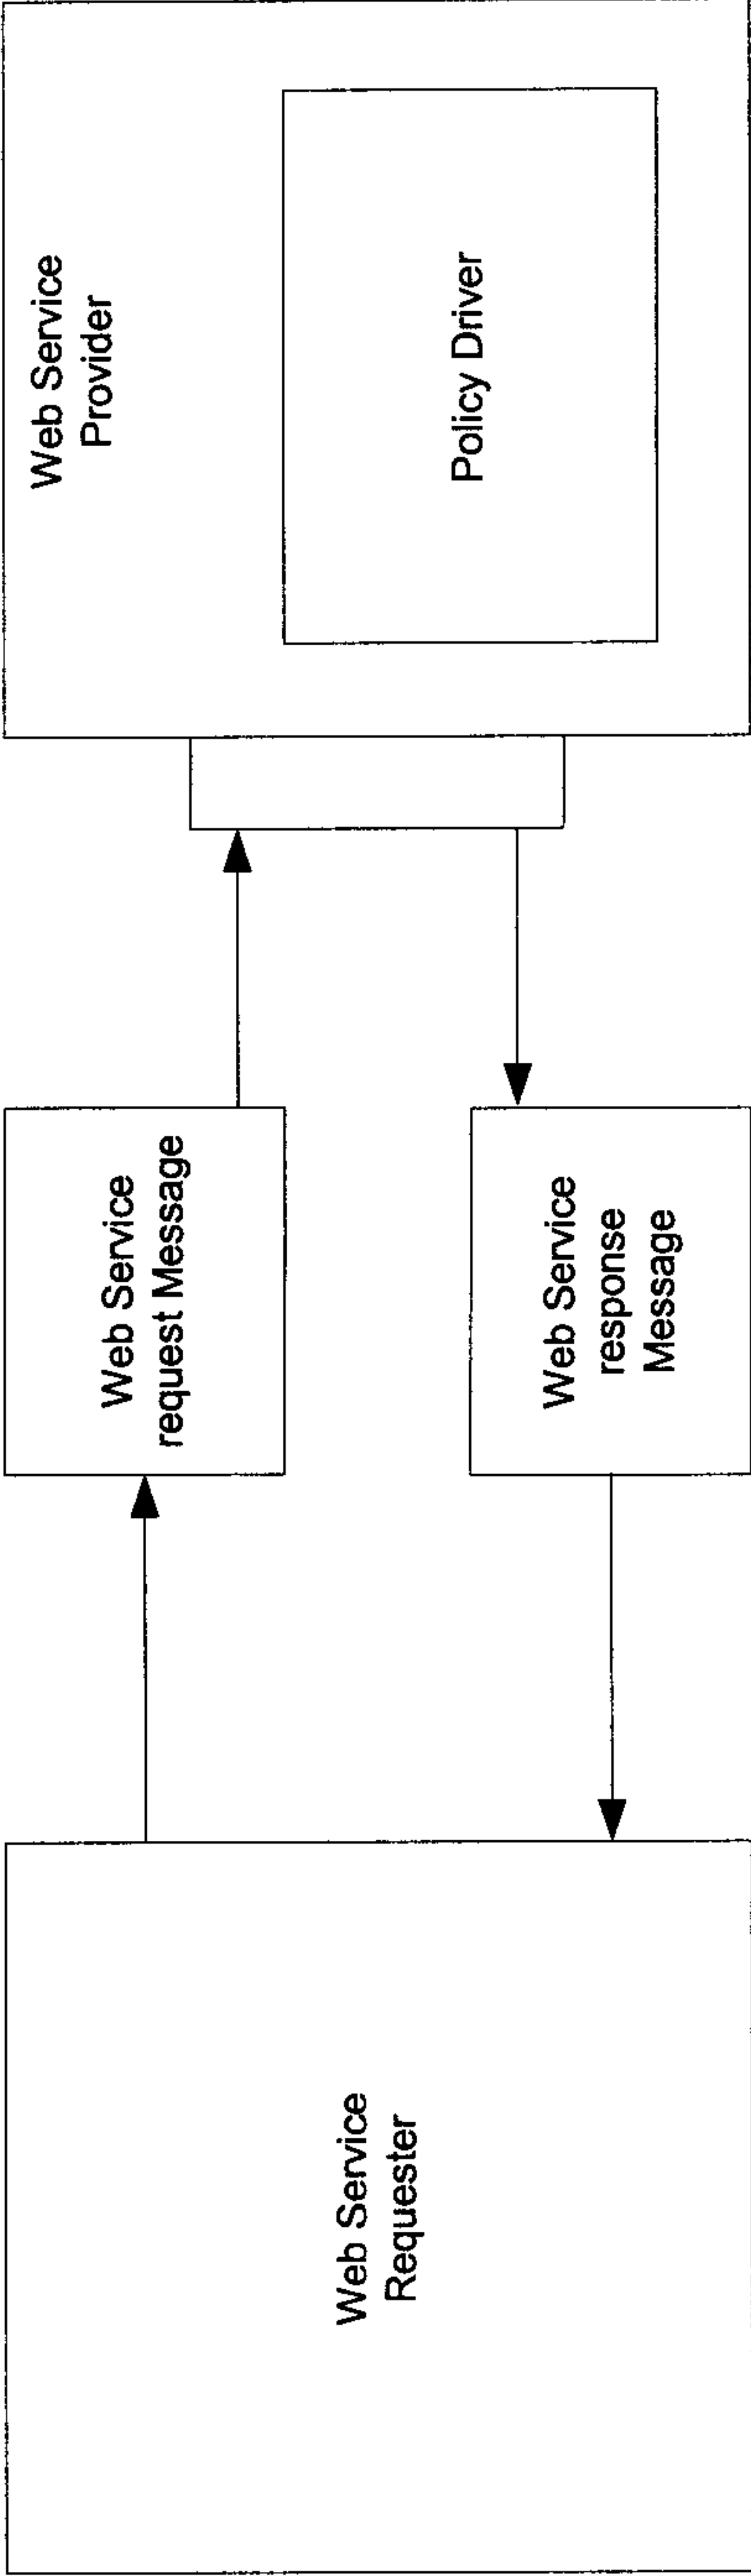 Web Service
Requester
Web Service
request Message
Web Service
response
Message
Web Service
Provider
Policy Driver